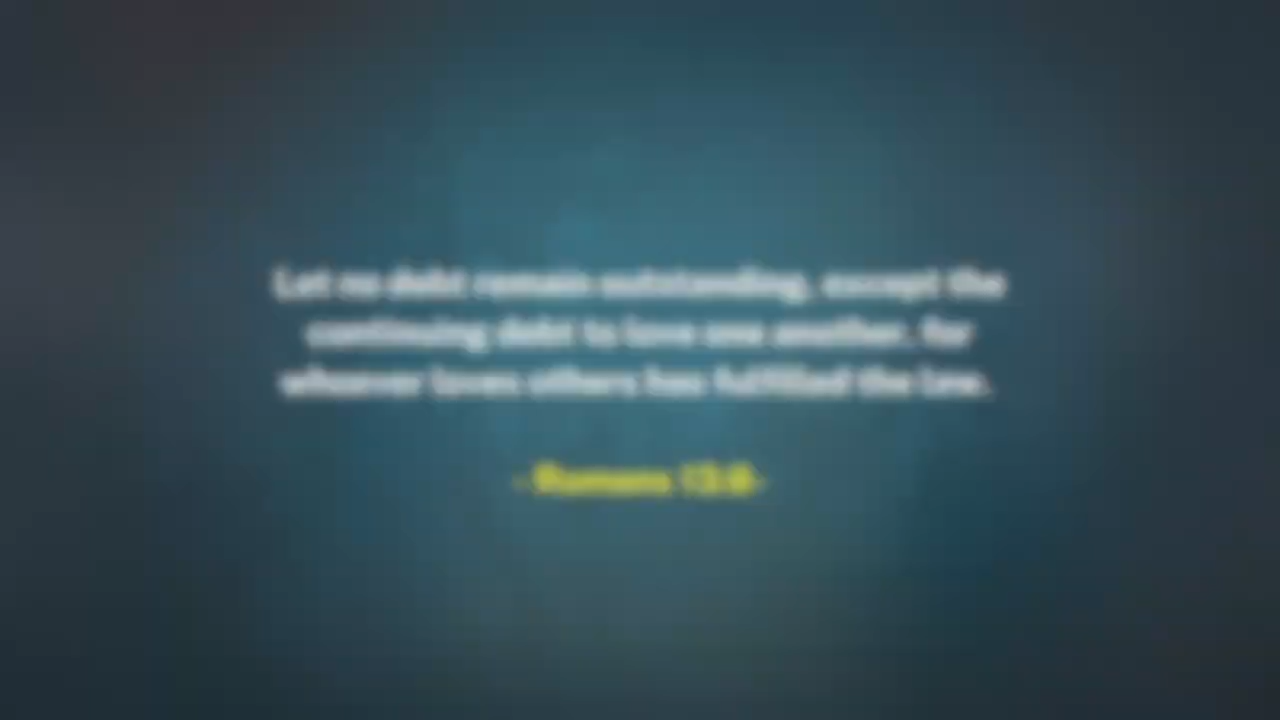 Let no debt remain outstanding, except the
continuing debt to love one another, for
whoever loves others has fulfilled the law.
- Romans 13:8-